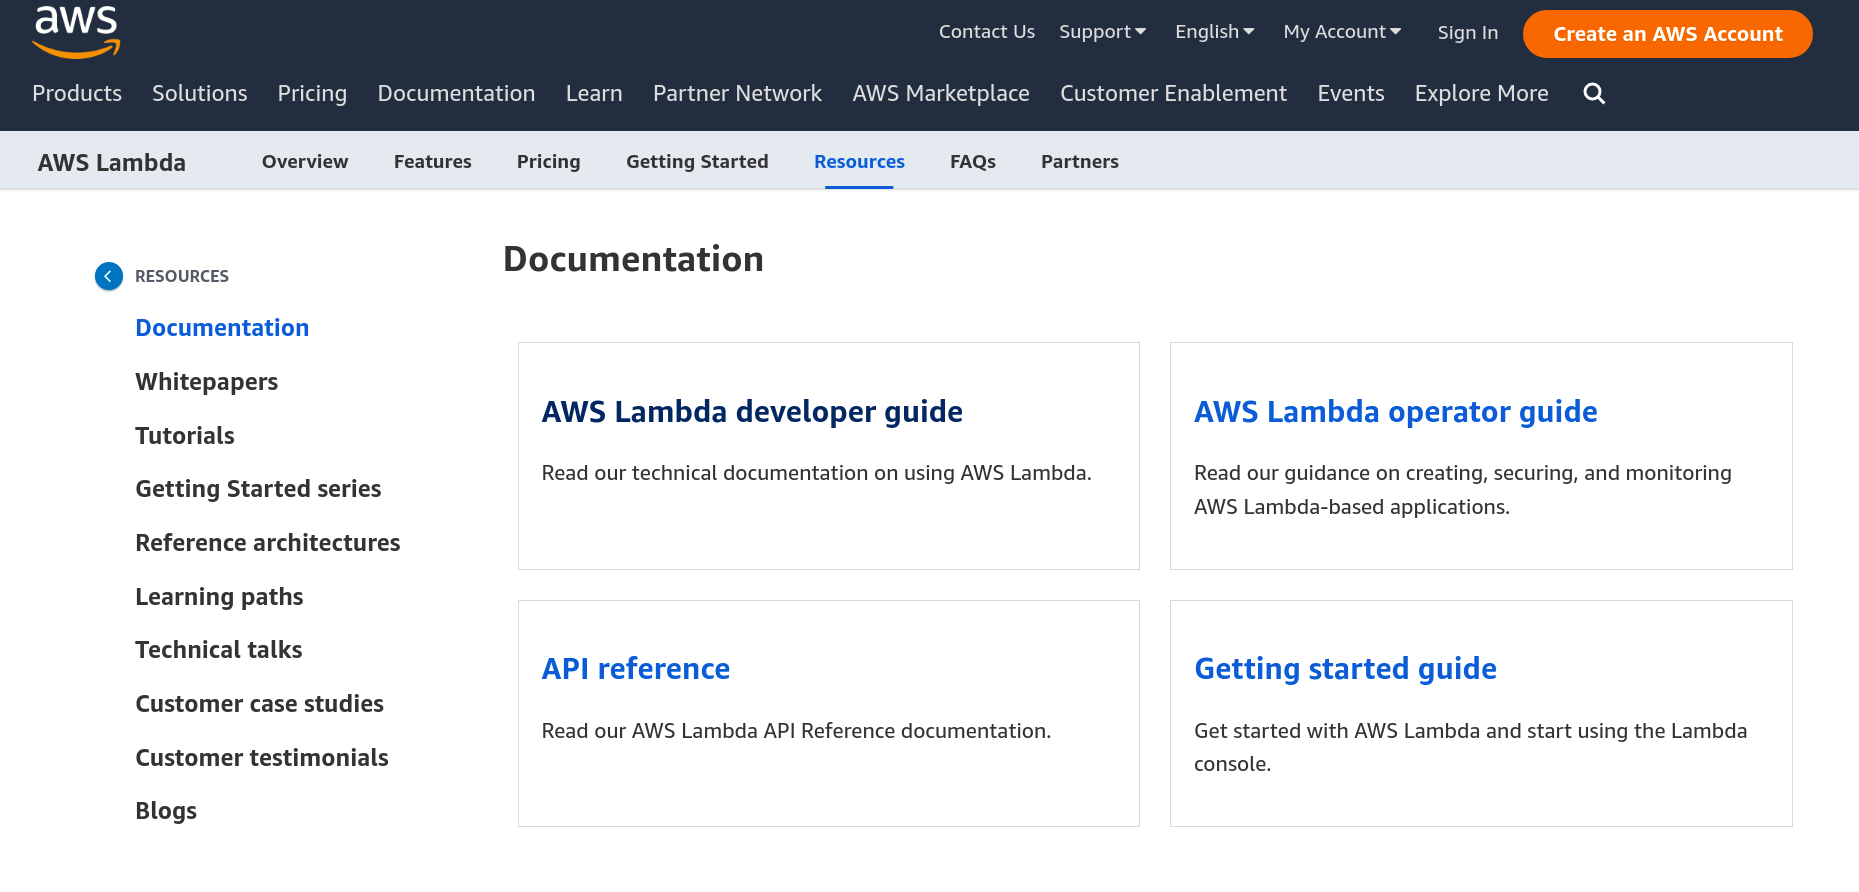 aws
Contact Us Support English My Account Sign In Create an AWS Account
Products Solutions Pricing Documentation Learn Partner Network AWS Marketplace Customer Enablement Events Explore More
AWS Lambda Overview Features Pricing Getting Started Resources FAQs Partners
RESOURCES
Documentation
Whitepapers
Tutorials
Getting Started series
Reference architectures
Learning paths
Technical talks
Customer case studies
Customer testimonials
Blogs
Documentation
AWS Lambda developer guide
Read our technical documentation on using AWS Lambda.
AWS Lambda operator guide
Read our guidance on creating, securing, and monitoring
AWS Lambda-based applications.
API reference
Read our AWS Lambda API Reference documentation.
Getting started guide
Get started with AWS Lambda and start using the Lambda
console.